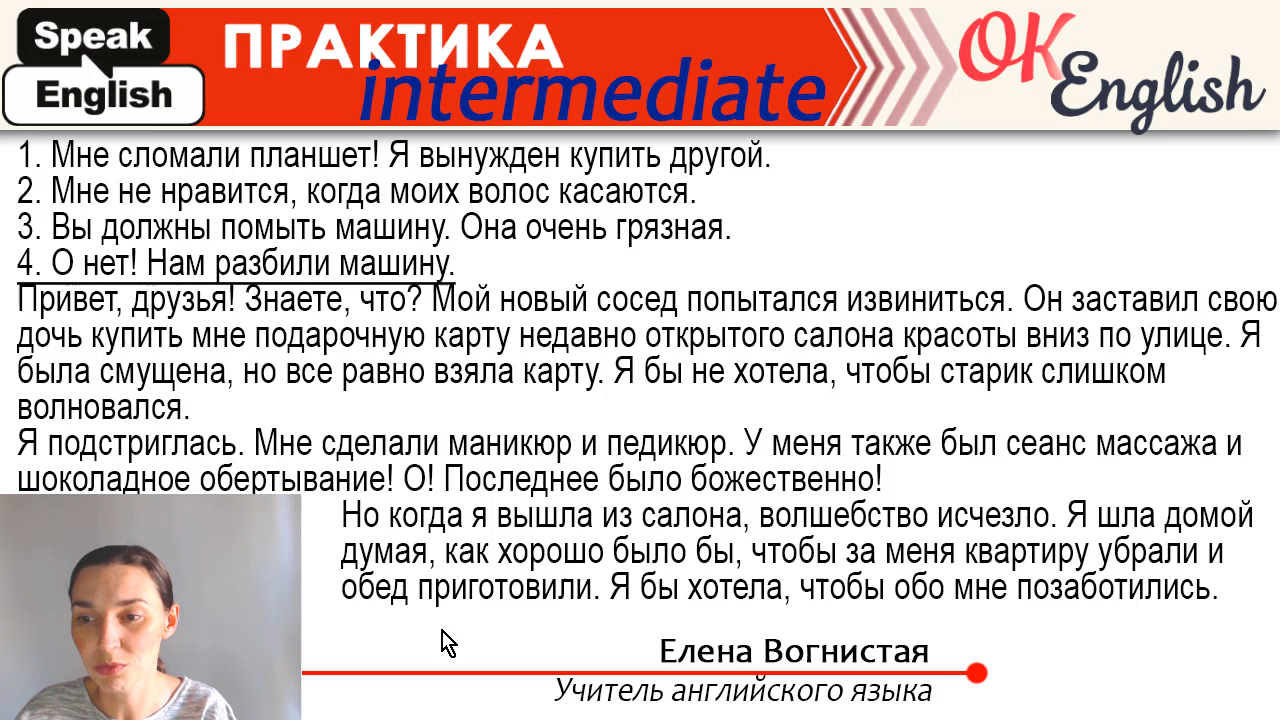 Speak
English
ПРАКТИКА
intermediate
OK
English
1. Мне сломали планшет! Я вынужден купить другой.
2. Мне не нравится, когда моих волос касаются.
3. Вы должны помыть машину. Она очень грязная.
4. О нет! Нам разбили машину.
Привет, друзья! Знаете, что? Мой новый сосед попытался извиниться. Он заставил свою
дочь купить мне подарочную карту недавно открытого салона красоты вниз по улице. Я
была смущена, но все равно взяла карту. Я бы не хотела, чтобы старик слишком
волновался.
Я подстриглась. Мне сделали маникюр и педикюр. У меня также был сеанс массажа и
шоколадное обертывание! О! Последнее было божественно!
Но когда я вышла из салона, волшебство исчезло. Я шла домой
думая, как хорошо было бы, чтобы за меня квартиру убрали и
обед приготовили. Я бы хотела, чтобы обо мне позаботились.
Елена Вогнистая
Учитель английского языка